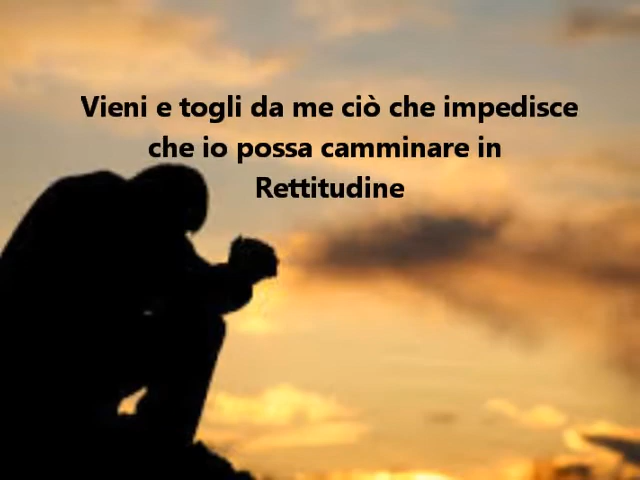 Vieni e togli da me ciò che impedisce
che io possa camminare in
Rettitudine